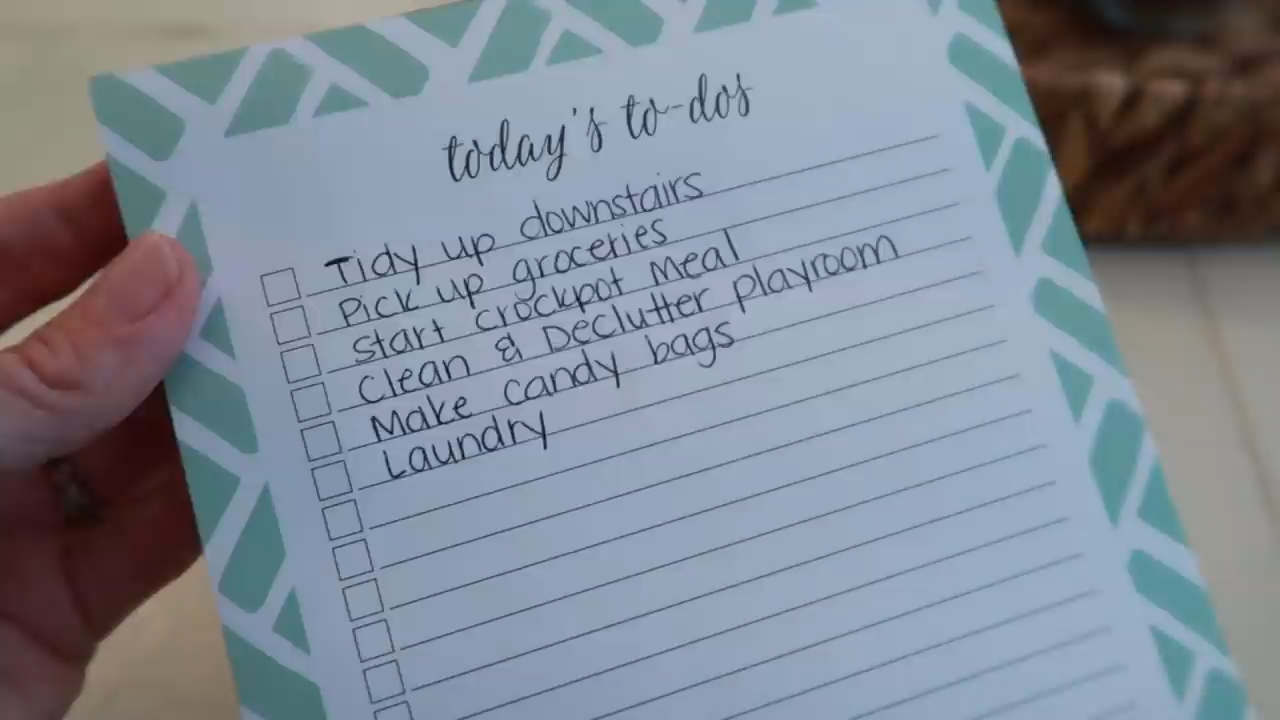 today's to-dos
Tidy up downstairs
Pick up groceries
Start crockpot Meal
Clean & Declutter playroom
Make candy bags
Laundry